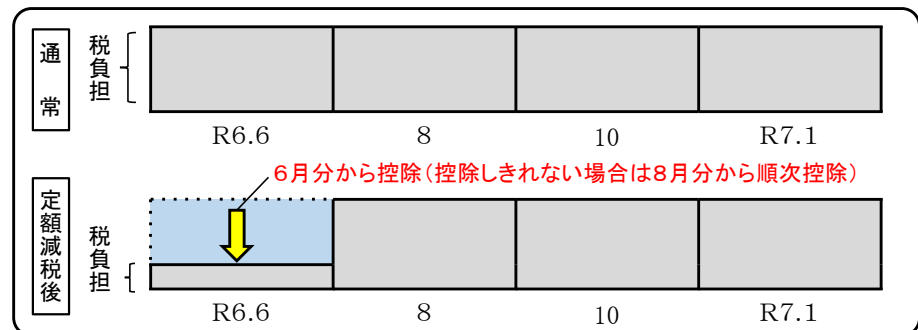 通常
税負担
R6.6
8
10
R7.1
6月分から控除（控除しきれない場合は8月分から順次控除）
定額減税後
税負担
R6.6
8
10
R7.1